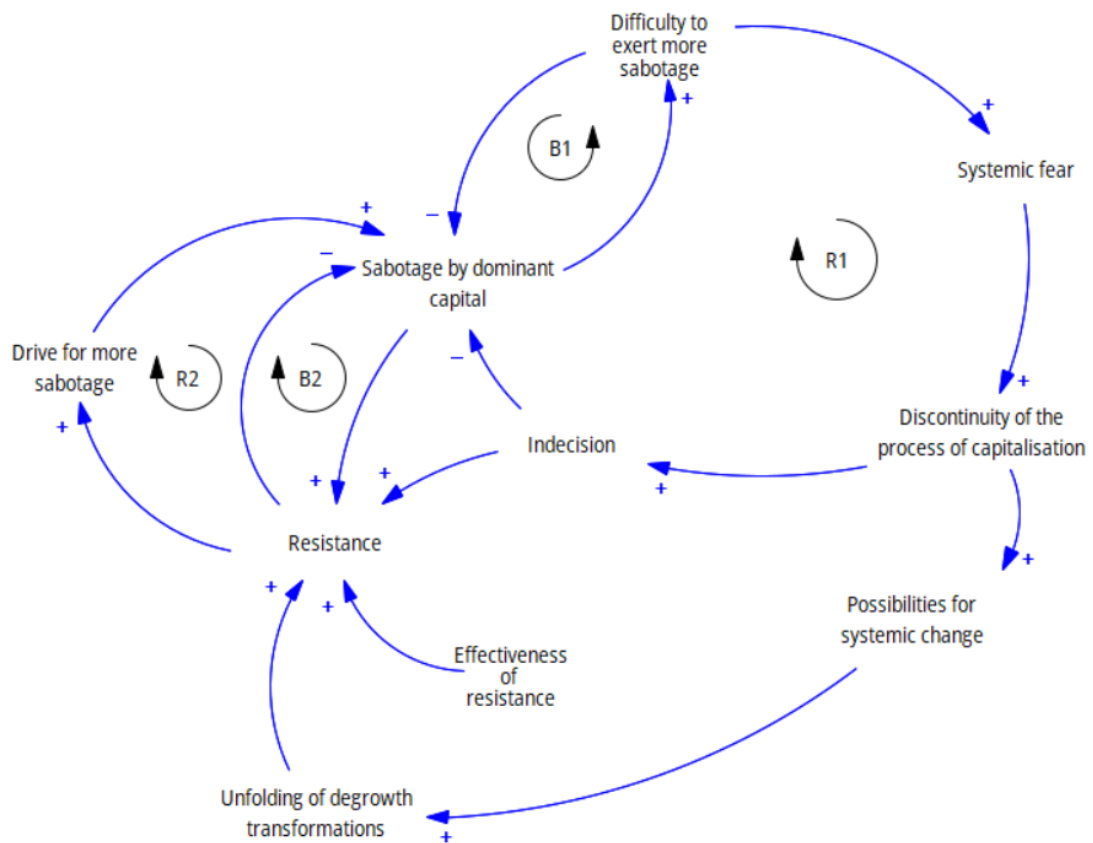 Difficulty to
exert more
sabotage
+
+
B1
Systemic fear
+
−
−
Sabotage by dominant
capital
R1
Drive for more
sabotage
R2
B2
−
+
+
Discontinuity of the
process of capitalisation
Indecision
+
+
+
Resistance
+
+
+
Possibilities for
systemic change
Effectiveness
of
resistance
Unfolding of degrowth
transformations
+